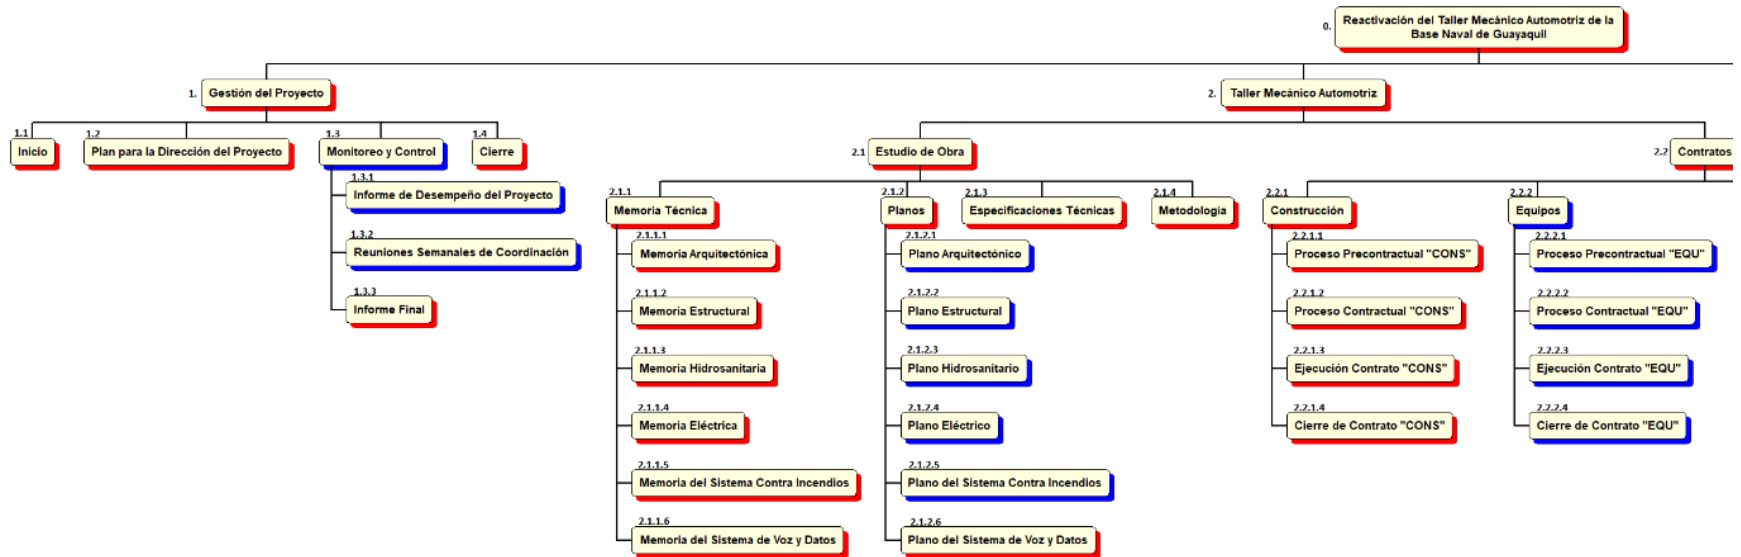 0.
Reactivación del Taller Mecánico Automotriz de la
Base Naval de Guayaquil
1.
Gestión del Proyecto
2.
Taller Mecánico Automotriz
1.1
Inicio
1.2
Plan para la Dirección del Proyecto
1.3
Monitoreo y Control
1.4
Cierre
1.3.1
Informe de Desempeño del Proyecto
1.3.2
Reuniones Semanales de Coordinación
1.3.3
Informe Final
2.1
Estudio de Obra
2.2
Contratos
2.1.1
Memoria Técnica
2.1.1.1
Memoria Arquitectónica
2.1.1.2
Memoria Estructural
2.1.1.3
Memoria Hidrosanitaria
2.1.1.4
Memoria Eléctrica
2.1.1.5
Memoria del Sistema Contra Incendios
2.1.1.6
Memoria del Sistema de Voz y Datos
2.1.2
Planos
2.1.2.1
Plano Arquitectónico
2.1.2.2
Plano Estructural
2.1.2.3
Plano Hidrosanitario
2.1.2.4
Plano Eléctrico
2.1.2.5
Plano del Sistema Contra Incendios
2.1.2.6
Plano del Sistema de Voz y Datos
2.1.3
Especificaciones Técnicas
2.1.4
Metodología
2.2.1
Construcción
2.2.1.1
Proceso Precontractual "CONS"
2.2.1.2
Proceso Contractual "CONS"
2.2.1.3
Ejecución Contrato "CONS"
2.2.1.4
Cierre de Contrato "CONS"
2.2.2
Equipos
2.2.2.1
Proceso Precontractual "EQU"
2.2.2.2
Proceso Contractual "EQU"
2.2.2.3
Ejecución Contrato "EQU"
2.2.2.4
Cierre de Contrato "EQU"